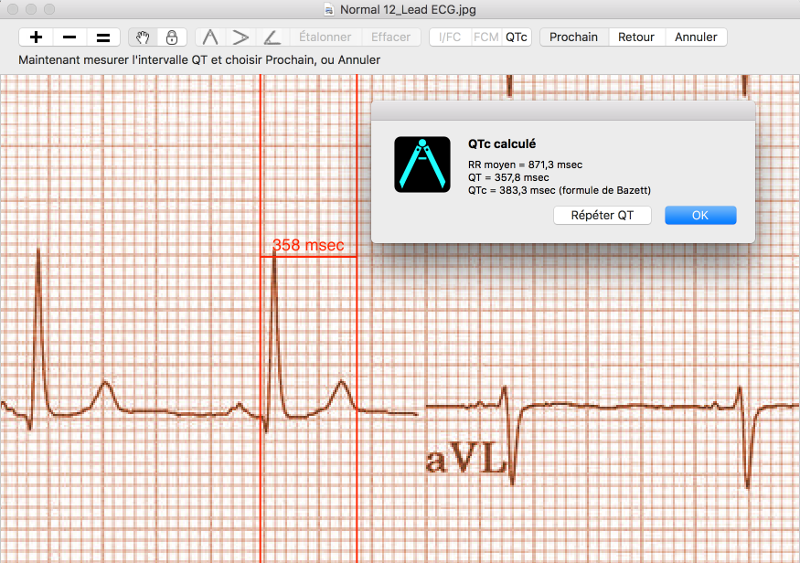 Normal 12_Lead ECG.jpg
Étalonner Effacer I/FC FCM QTc Prochain Retour Annuler
Maintenant mesurer l'intervalle QT et choisir Prochain, ou Annuler
QTc calculé
RR moyen = 871,3 msec
QT = 357,8 msec
QTc = 383,3 msec (formule de Bazett)
Répéter QT OK
358 msec
aVL